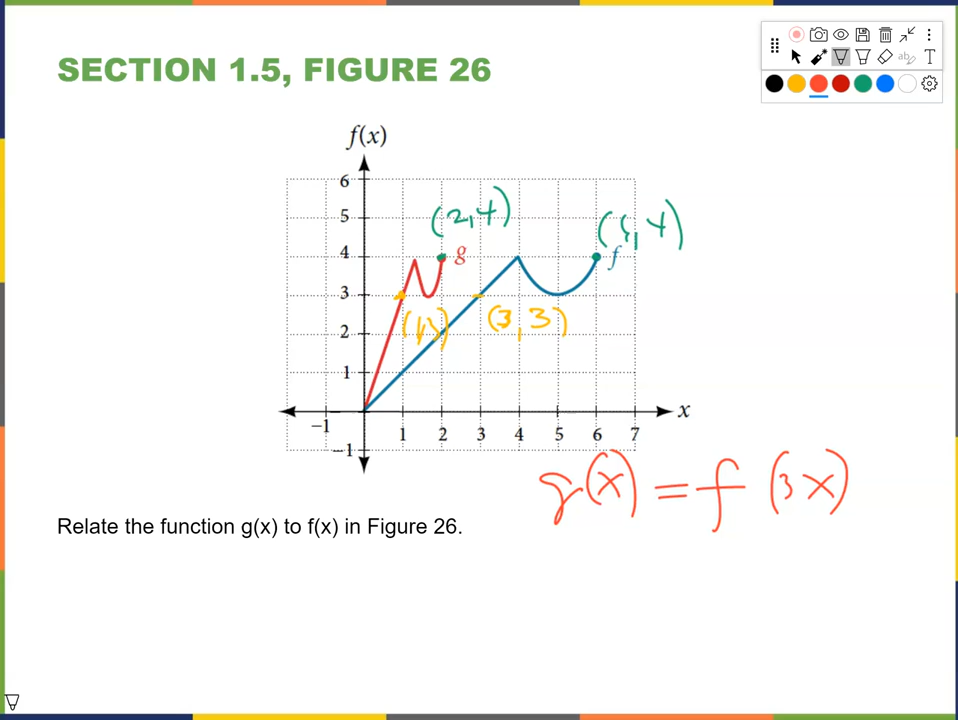 SECTION 1.5, FIGURE 26
ab
T
f(x)
6
5
4
3
2
1
−1
(2,4)
(6,4)
g
f
(1,3)
(3,3)
−1 1 2 3 4 5 6 7 x
g(x) = f(3x)
Relate the function g(x) to f(x) in Figure 26.